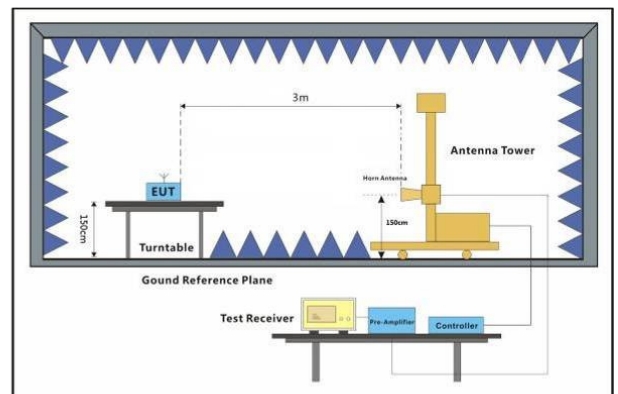 3m
Antenna Tower
Horn Antenna
EUT
150cm
150cm
Turntable
Gound Reference Plane
Test Receiver
Pre-Amplifier
Controller